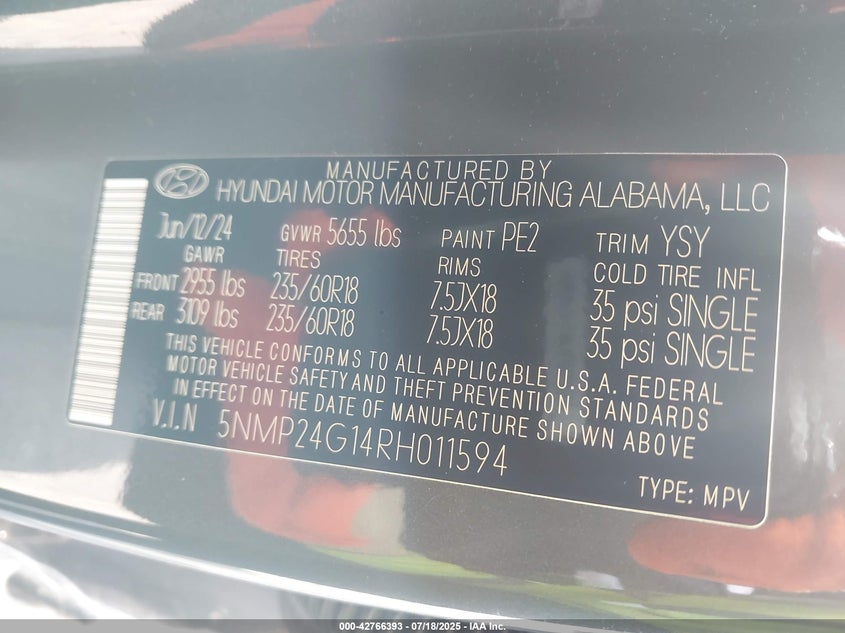 MANUFACTURED BY
HYUNDAI MOTOR MANUFACTURING ALABAMA, LLC
Jun/12/24 GVWR 5655 lbs PAINT PE2 TRIM YSY
GAWR TIRES RIMS COLD TIRE INFL
FRONT 2955 lbs 235/60R18 7.5JX18 35 psi SINGLE
REAR 3109 lbs 235/60R18 7.5JX18 35 psi SINGLE
THIS VEHICLE CONFORMS TO ALL APPLICABLE U.S.A. FEDERAL
MOTOR VEHICLE SAFETY AND THEFT PREVENTION STANDARDS
IN EFFECT ON THE DATE OF MANUFACTURE SHOWN ABOVE
V.I.N 5NMP24G14RH011594
TYPE: MPV
000-42766393 - 07/18/2025 - IAA Inc.